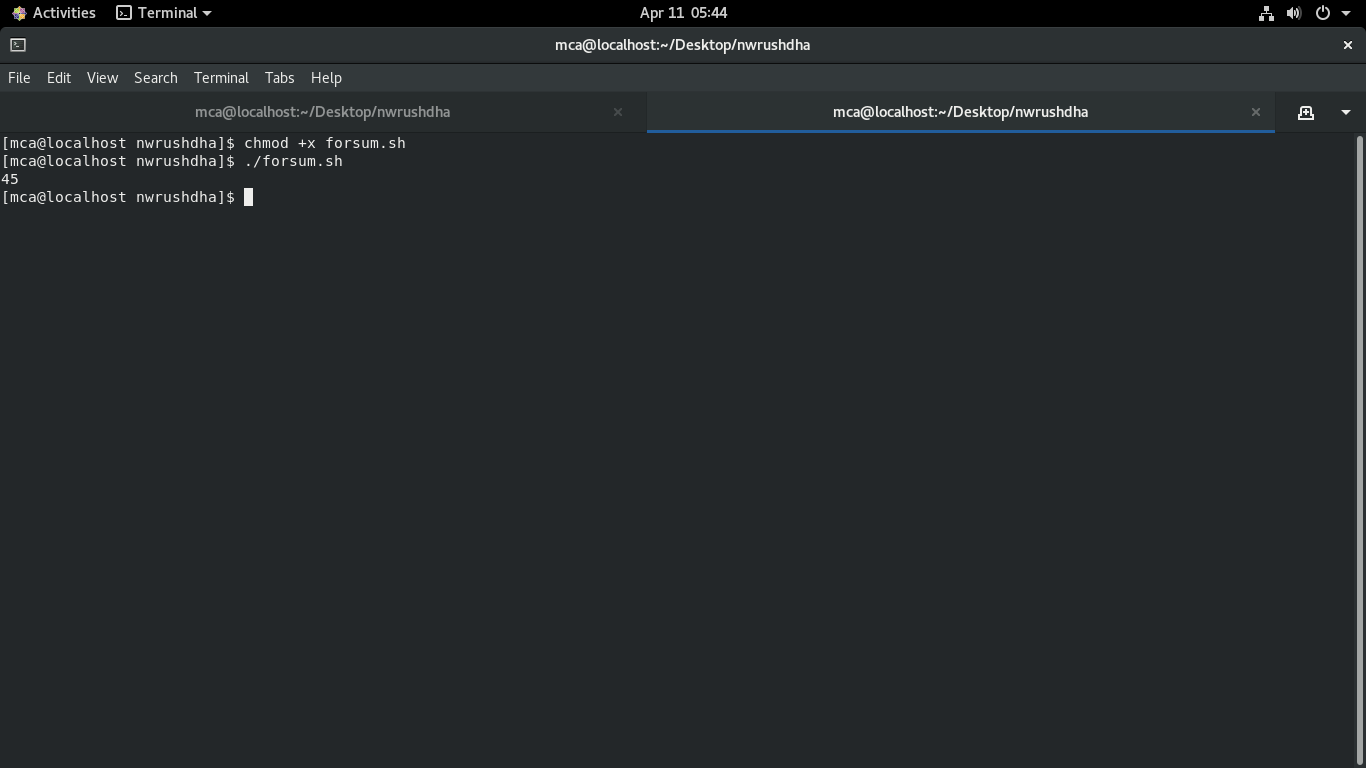 Activities Terminal Apr 11 05:44
mca@localhost:~/Desktop/nwrushdha
File Edit View Search Terminal Tabs Help
mca@localhost:~/Desktop/nwrushdha mca@localhost:~/Desktop/nwrushdha
[mca@localhost nwrushdha]$ chmod +x forsum.sh
[mca@localhost nwrushdha]$ ./forsum.sh
45
[mca@localhost nwrushdha]$